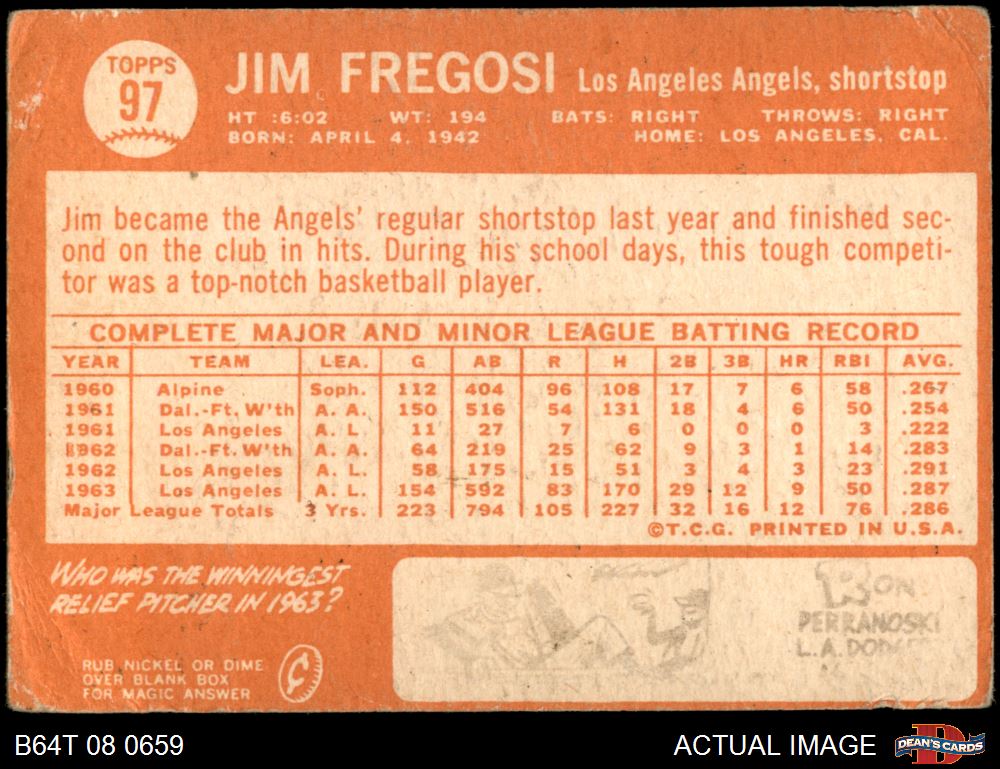 TOPPS
97
JIM FREGOSI Los Angeles Angels, shortstop
HT :6:02 WT: 194 BATS: RIGHT THROWS: RIGHT
BORN: APRIL 4, 1942 HOME: LOS ANGELES, CAL.
Jim became the Angels' regular shortstop last year and finished sec-
ond on the club in hits. During his school days, this tough competi-
tor was a top-notch basketball player.
COMPLETE MAJOR AND MINOR LEAGUE BATTING RECORD
YEAR TEAM LEA. G AB R H 2B 3B HR RBI AVG.
1960 Alpine Soph. 112 404 96 108 17 7 6 58 .267
1961 Dal.-Ft. W'th A. A. 150 516 54 131 18 4 6 50 .254
1961 Los Angeles A. L. 11 27 7 6 0 0 0 3 .222
1962 Dal.-Ft. W'th A. A. 64 219 25 62 9 3 1 14 .283
1962 Los Angeles A. L. 58 175 15 51 3 4 3 23 .291
1963 Los Angeles A. L. 154 592 83 170 29 12 9 50 .287
Major League Totals 3 Yrs. 223 794 105 227 32 16 12 76 .286
©T.C.G. PRINTED IN U.S.A.
WHO WAS THE WINNINGEST
RELIEF PITCHER IN 1963?
RUB NICKEL OR DIME
OVER BLANK BOX
FOR MAGIC ANSWER
¢
RON
PERRANOSKI
L.A.
B64T 08 0659
ACTUAL IMAGE
D
DEAN'S CARDS